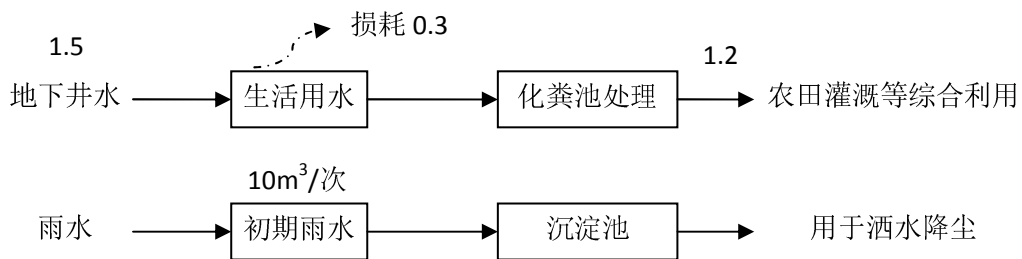 损耗 0.3
1.5
1.2
地下井水 生活用水 化粪池处理 农田灌溉等综合利用
10m³/次
雨水 初期雨水 沉淀池 用于洒水降尘